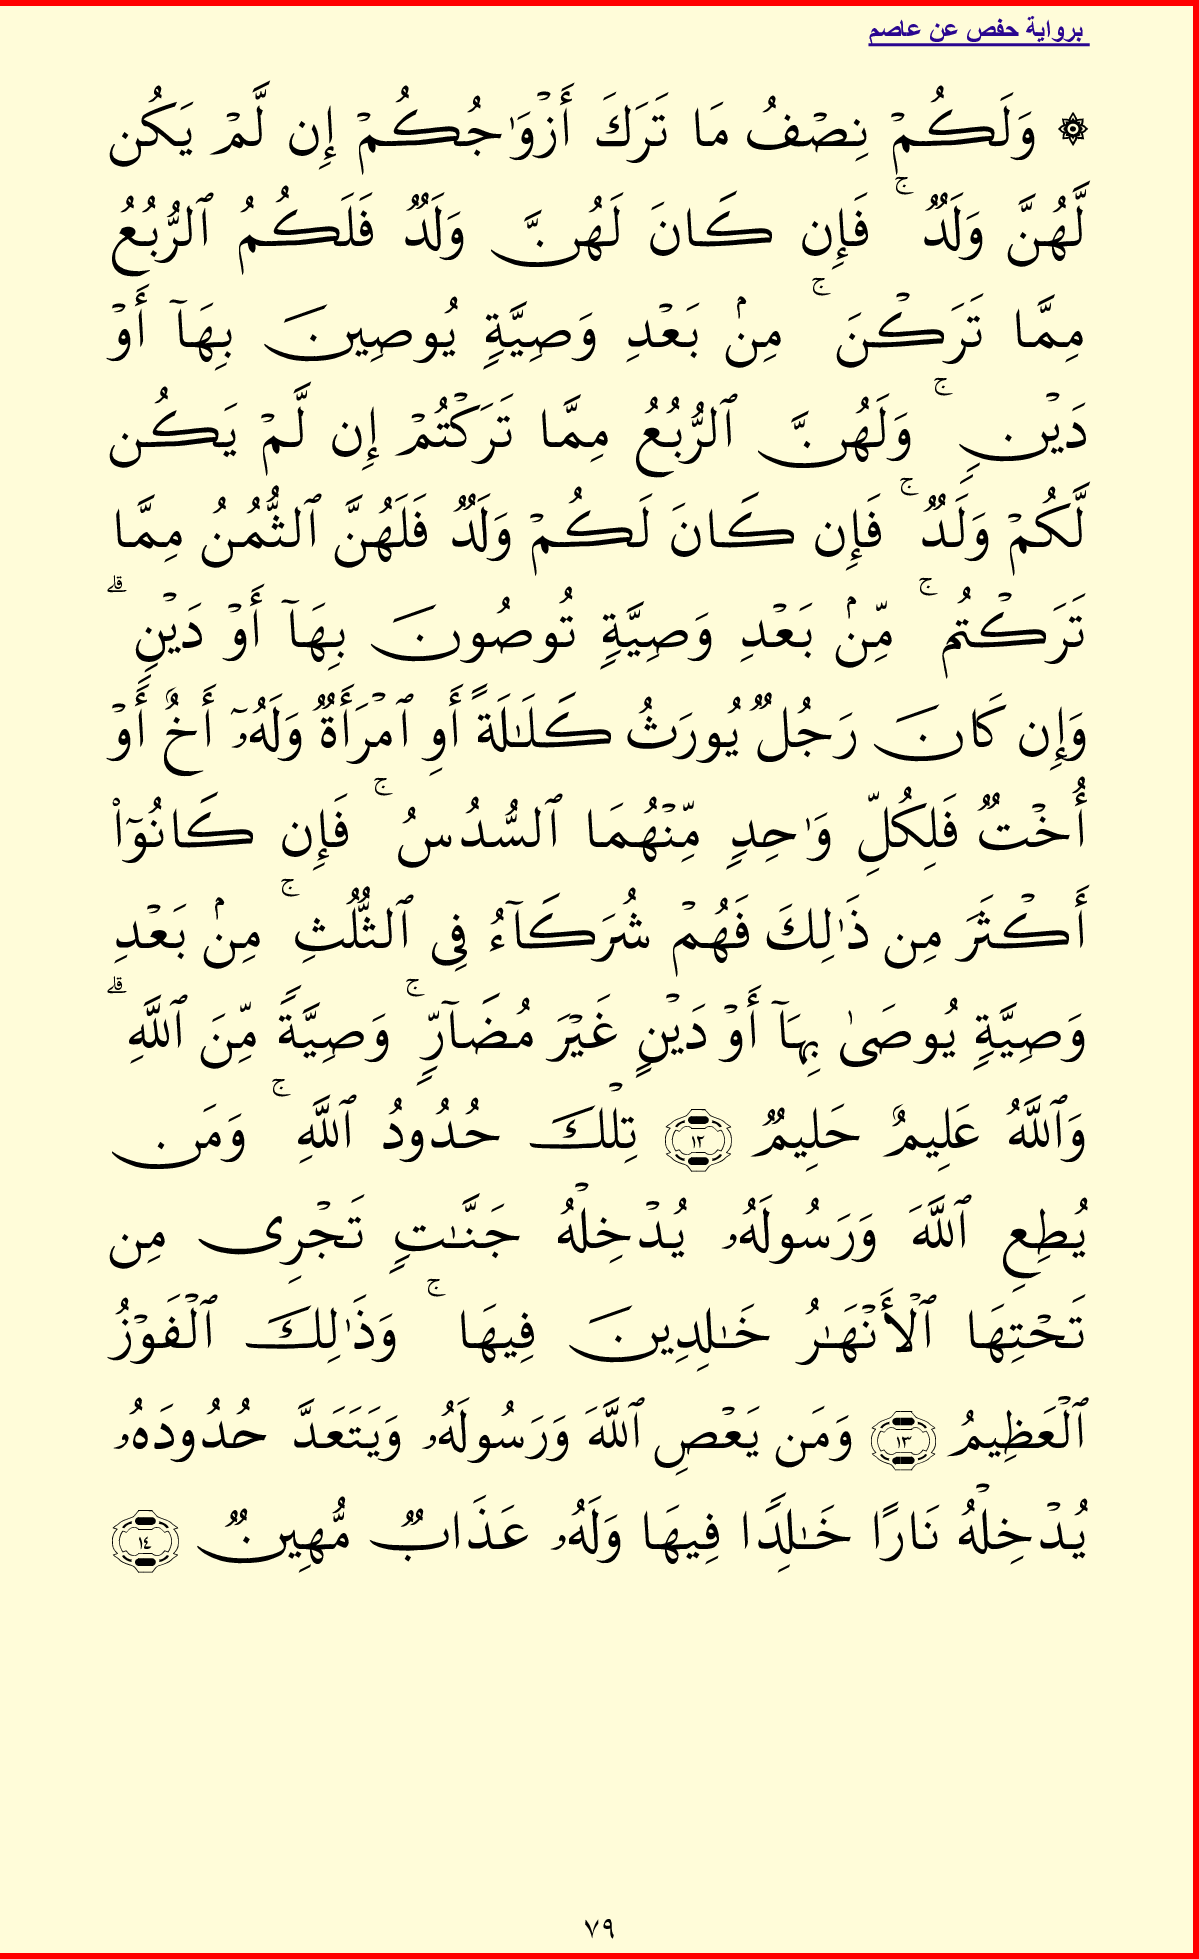 برواية حفص عن عاصم
۞ وَلَكُمۡ نِصۡفُ مَا تَرَكَ أَزۡوَٰجُكُمۡ إِن لَّمۡ يَكُن
لَّهُنَّ وَلَدٞۚ فَإِن كَانَ لَهُنَّ وَلَدٞ فَلَكُمُ ٱلرُّبُعُ
مِمَّا تَرَكۡنَۚ مِنۢ بَعۡدِ وَصِيَّةٖ يُوصِينَ بِهَآ أَوۡ
دَيۡنٖۚ وَلَهُنَّ ٱلرُّبُعُ مِمَّا تَرَكۡتُمۡ إِن لَّمۡ يَكُن
لَّكُمۡ وَلَدٞۚ فَإِن كَانَ لَكُمۡ وَلَدٞ فَلَهُنَّ ٱلثُّمُنُ مِمَّا
تَرَكۡتُمۚ مِّنۢ بَعۡدِ وَصِيَّةٖ تُوصُونَ بِهَآ أَوۡ دَيۡنٖۗ
وَإِن كَانَ رَجُلٞ يُورَثُ كَلَٰلَةً أَوِ ٱمۡرَأَةٞ وَلَهُۥٓ أَخٌ أَوۡ
أُخۡتٞ فَلِكُلِّ وَٰحِدٖ مِّنۡهُمَا ٱلسُّدُسُۚ فَإِن كَانُوٓاْ
أَكۡثَرَ مِن ذَٰلِكَ فَهُمۡ شُرَكَآءُ فِي ٱلثُّلُثِۚ مِنۢ بَعۡدِ
وَصِيَّةٖ يُوصَىٰ بِهَآ أَوۡ دَيۡنٍ غَيۡرَ مُضَآرّٖۚ وَصِيَّةٗ مِّنَ ٱللَّهِۗ
وَٱللَّهُ عَلِيمٌ حَلِيمٞ ١٢ تِلۡكَ حُدُودُ ٱللَّهِۚ وَمَن
يُطِعِ ٱللَّهَ وَرَسُولَهُۥ يُدۡخِلۡهُ جَنَّٰتٖ تَجۡرِي مِن
تَحۡتِهَا ٱلۡأَنۡهَٰرُ خَٰلِدِينَ فِيهَاۚ وَذَٰلِكَ ٱلۡفَوۡزُ
ٱلۡعَظِيمُ ١٣ وَمَن يَعۡصِ ٱللَّهَ وَرَسُولَهُۥ وَيَتَعَدَّ حُدُودَهُۥ
يُدۡخِلۡهُ نَارًا خَٰلِدٗا فِيهَا وَلَهُۥ عَذَابٞ مُّهِينٞ ١٤
٧٩